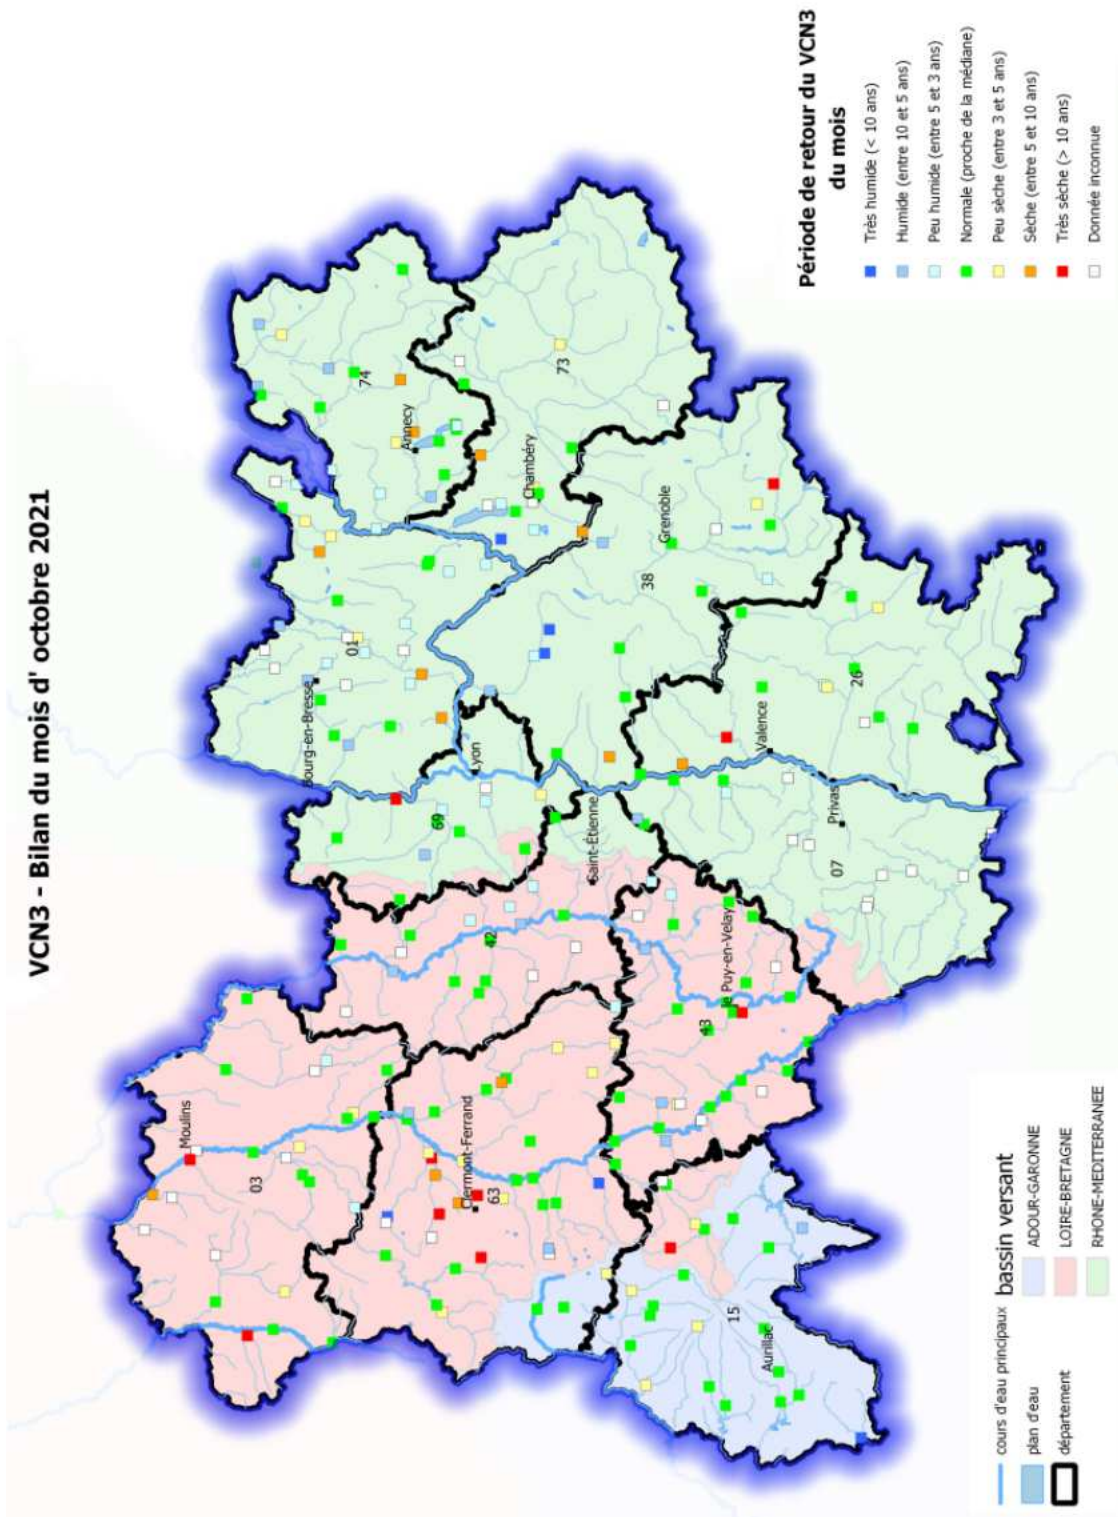 VCN3 - Bilan du mois d' octobre 2021
Moulins
03
Bourg-en-Bresse
01
74
Annecy
69
Lyon
42
Clermont-Ferrand
63
Chambéry
73
Saint-Étienne
38
Grenoble
le Puy-en-Velay
43
Valence
Privas
07
26
15
Aurillac
cours d'eau principaux
plan d'eau
département
bassin versant
ADOUR-GARONNE
LOIRE-BRETAGNE
RHONE-MEDITERRANEE
Période de retour du VCN3
du mois
Très humide (< 10 ans)
Humide (entre 10 et 5 ans)
Peu humide (entre 5 et 3 ans)
Normale (proche de la médiane)
Peu sèche (entre 3 et 5 ans)
Sèche (entre 5 et 10 ans)
Très sèche (> 10 ans)
Donnée inconnue